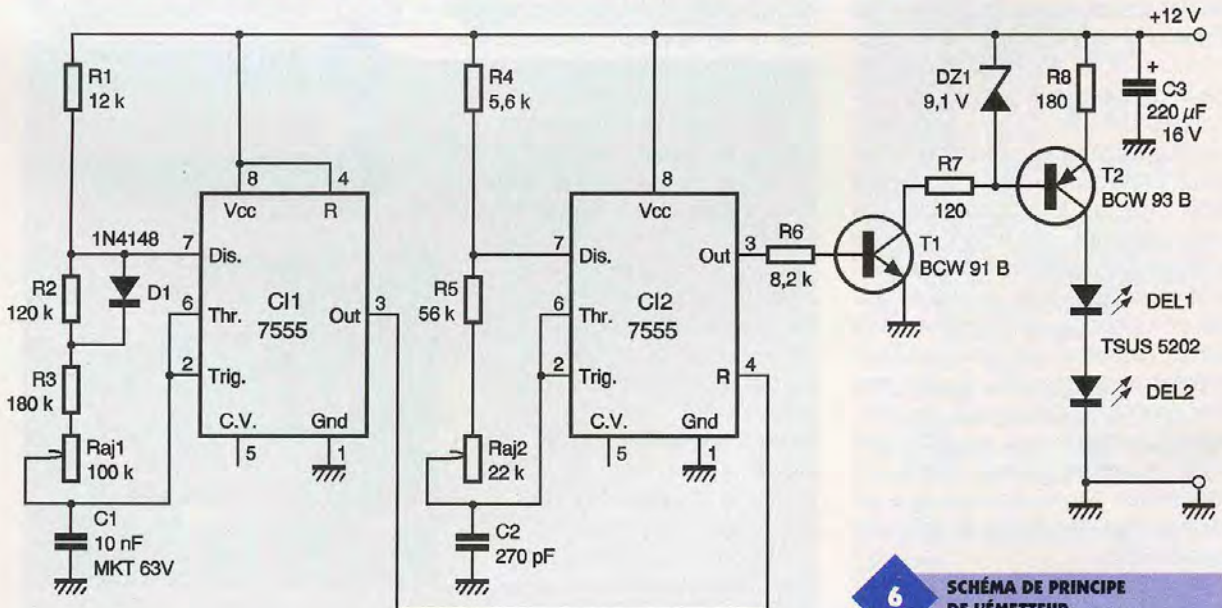 +12 V
R1
12 k
R4
5,6 k
DZ1
9,1 V
R8
180
+
C3
220 µF
16 V
8
4
Vcc
R
8
Vcc
R7
120
T2
BCW 93 B
1N4148
7
Dis.
D1
R2
120 k
6
Thr.
CI1
7555
Out
3
2
Trig.
R3
180 k
C.V.
Gnd
5
1
Raj1
100 k
C1
10 nF
MKT 63V
7
Dis.
Out
3
R6
8,2 k
T1
BCW 91 B
R5
56 k
6
Thr.
CI2
7555
2
Trig.
R
4
C.V.
Gnd
5
1
Raj2
22 k
C2
270 pF
DEL1
TSUS 5202
DEL2
6
SCHÉMA DE PRINCIPE
DE L'ÉMETTEUR